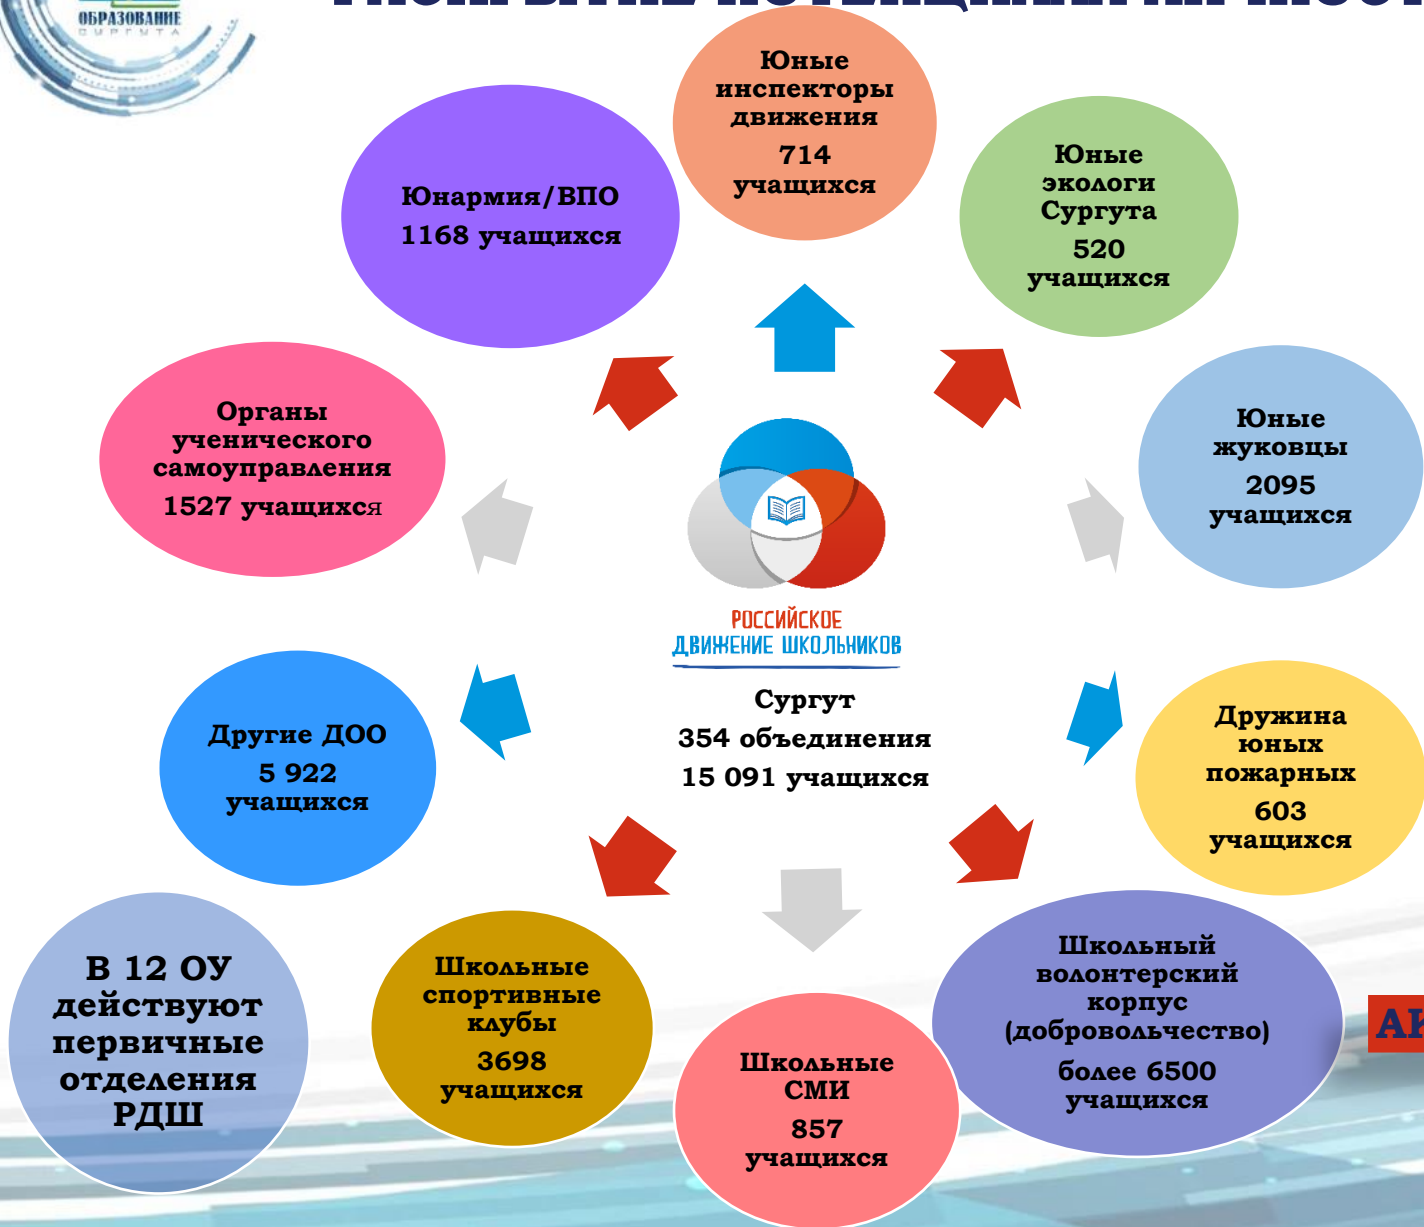 ОБРАЗОВАНИЕ
СУРГУТА
Юные
инспекторы
движения
714
учащихся
Юные
экологи
Сургута
520
учащихся
Юнармия/ВПО
1168 учащихся
Органы
ученического
самоуправления
1527 учащихся
Юные
жуковцы
2095
учащихся
РОССИЙСКОЕ
ДВИЖЕНИЕ ШКОЛЬНИКОВ
Сургут
354 объединения
15 091 учащихся
Другие ДОО
5 922
учащихся
Дружина
юных
пожарных
603
учащихся
В 12 ОУ
действуют
первичные
отделения
РДШ
Школьные
спортивные
клубы
3698
учащихся
Школьные
СМИ
857
учащихся
Школьный
волонтерский
корпус
(добровольчество)
более 6500
учащихся